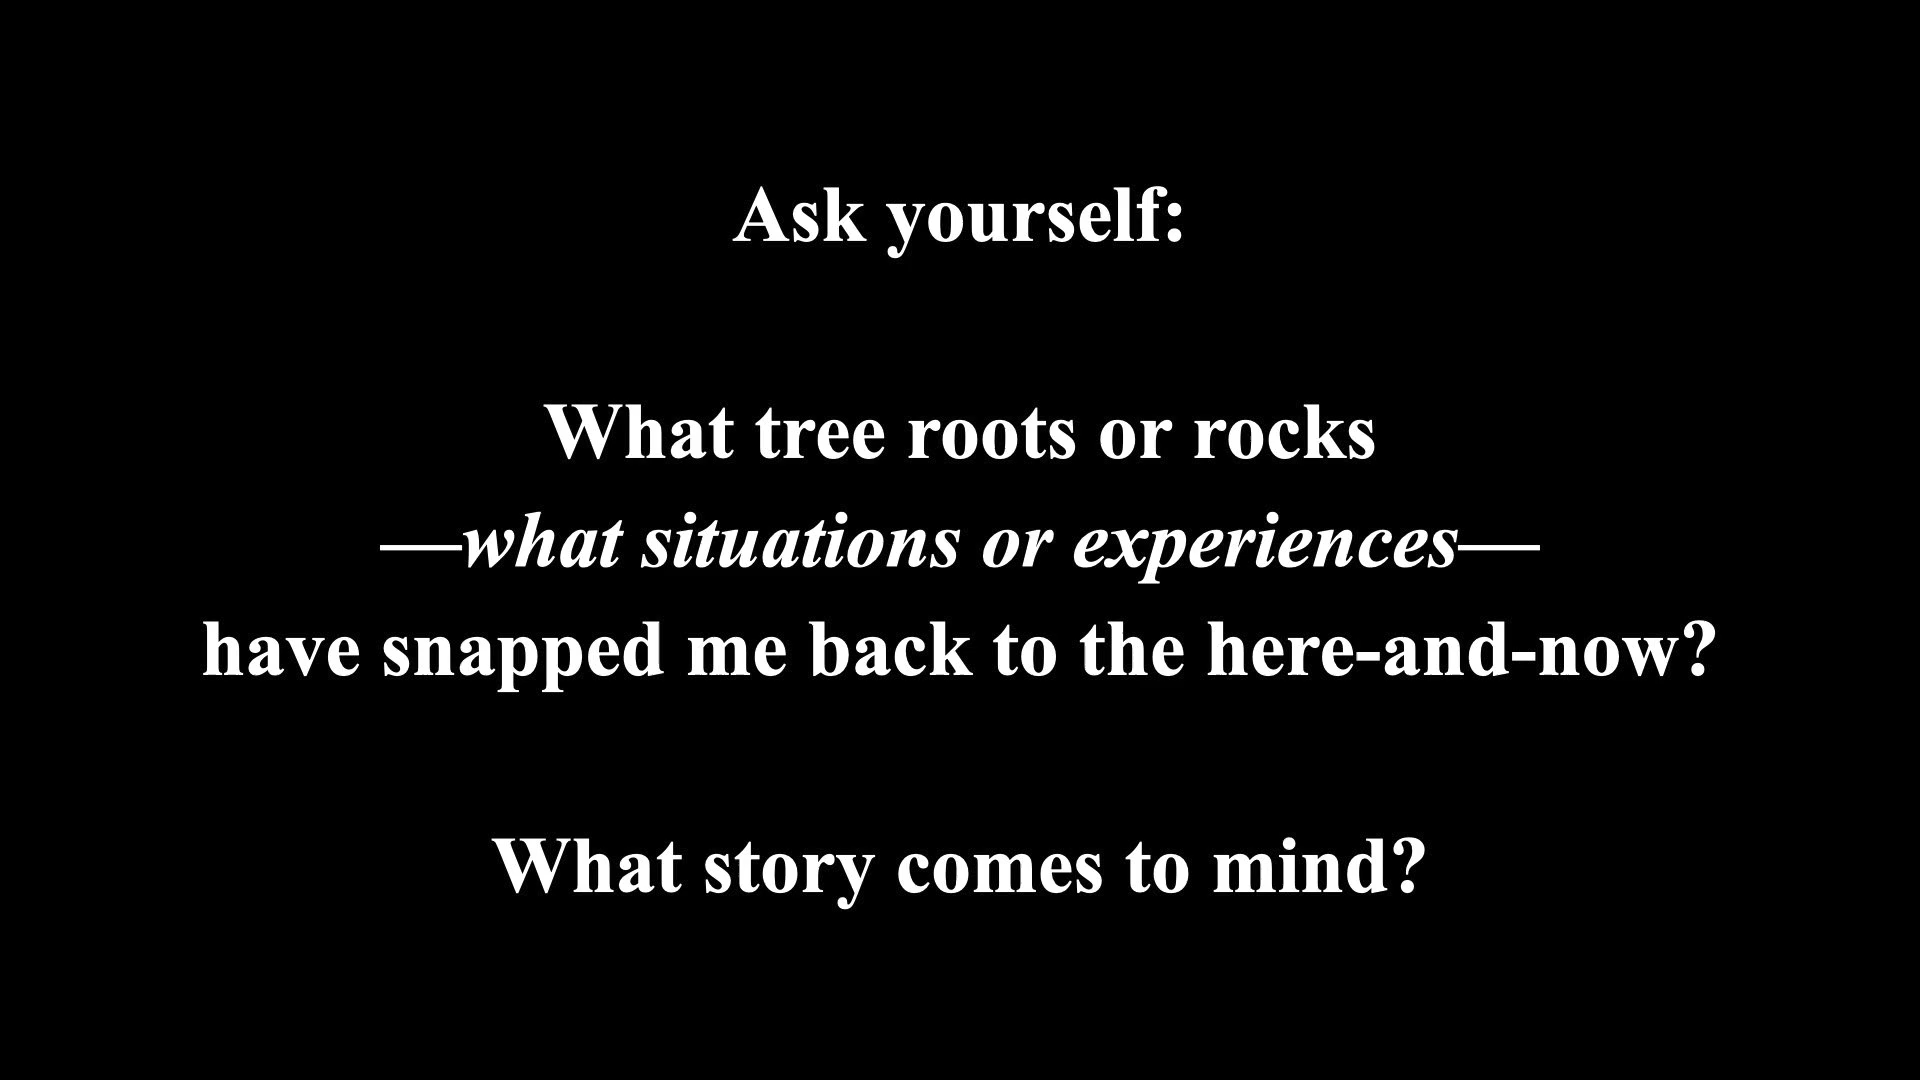 Ask yourself:
What tree roots or rocks
—what situations or experiences—
have snapped me back to the here-and-now?
What story comes to mind?